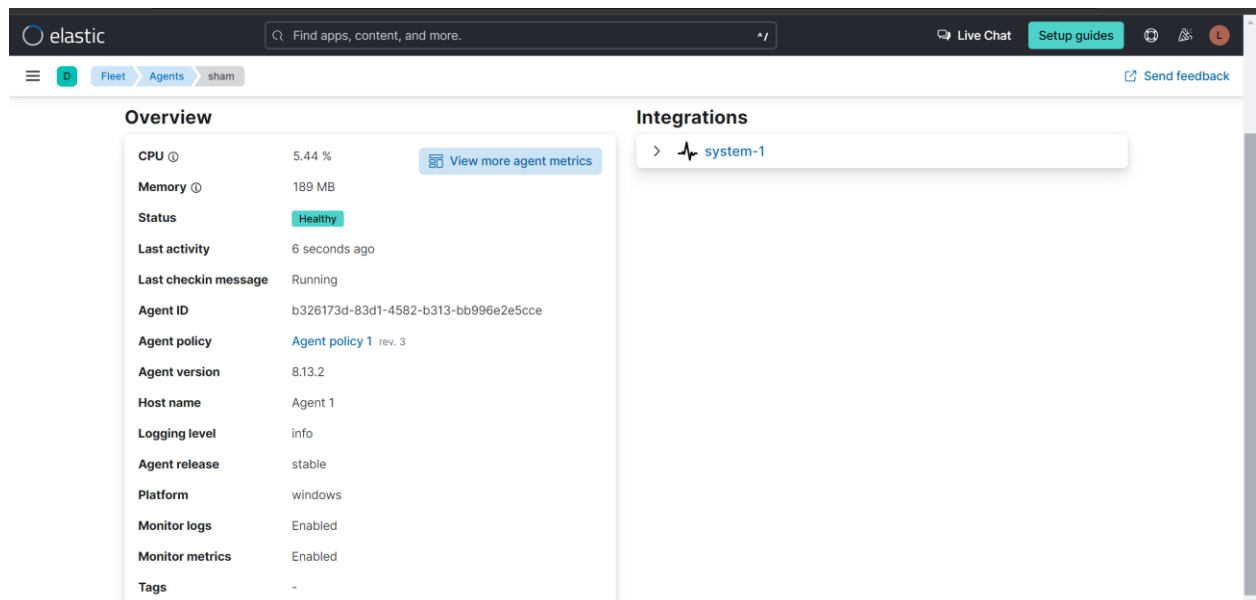 elastic
Find apps, content, and more.
^/
Live Chat
Setup guides
L
D
Fleet
Agents
sham
Send feedback
Overview
Integrations
CPU
5.44 %
View more agent metrics
system-1
Memory
189 MB
Status
Healthy
Last activity
6 seconds ago
Last checkin message
Running
Agent ID
b326173d-83d1-4582-b313-bb996e2e5cce
Agent policy
Agent policy 1 rev. 3
Agent version
8.13.2
Host name
Agent 1
Logging level
info
Agent release
stable
Platform
windows
Monitor logs
Enabled
Monitor metrics
Enabled
Tags
-